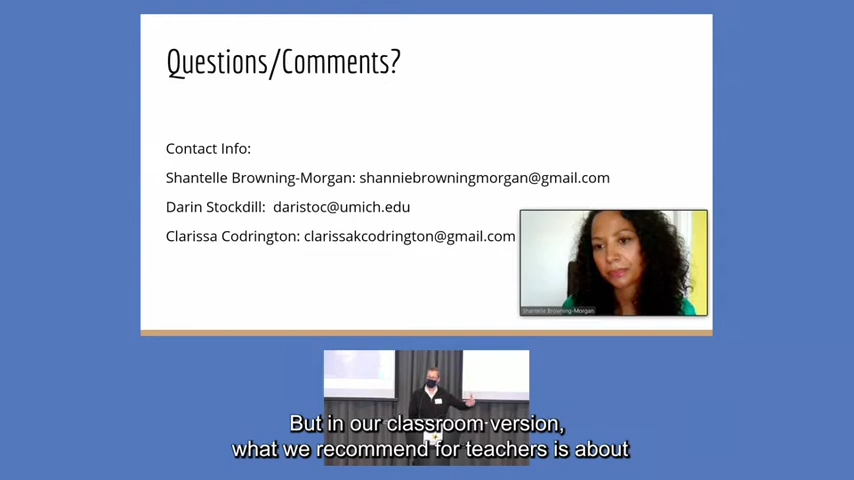 Questions/Comments?
Contact Info:
Shantelle Browning-Morgan: shanniebrowningmorgan@gmail.com
Darin Stockdill: daristoc@umich.edu
Clarissa Codrington: clarissakcodrington@gmail.com
Shantelle Browning-Morgan
But in our classroom version,
what we recommend for teachers is about